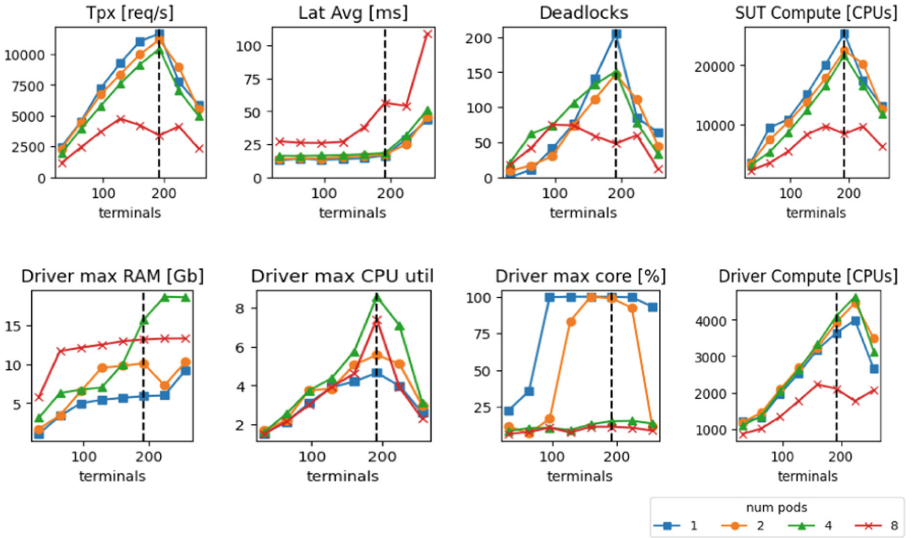 Tpx [req/s]
10000
7500
5000
2500
0
100 200
terminals
Lat Avg [ms]
100
75
50
25
0
100 200
terminals
Deadlocks
200
150
100
50
0
100 200
terminals
SUT Compute [CPUs]
20000
10000
100 200
terminals
Driver max RAM [Gb]
15
10
5
100 200
terminals
Driver max CPU util
8
6
4
2
100 200
terminals
Driver max core [%]
100
75
50
25
100 200
terminals
Driver Compute [CPUs]
4000
3000
2000
1000
100 200
terminals
num pods
1 2 4 8